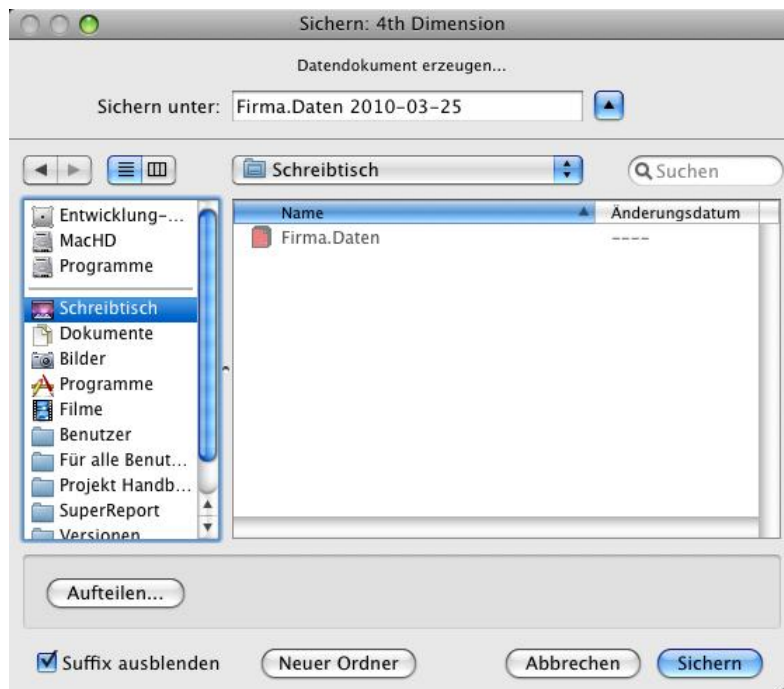 Sichern: 4th Dimension
Datendokument erzeugen...
Sichern unter: Firma.Daten 2010-03-25
Schreibtisch
Suchen
Entwicklung-...
MacHD
Programme
Schreibtisch
Dokumente
Bilder
Programme
Filme
Benutzer
Für alle Benut...
Projekt Handb...
SuperReport
Versionen
Name Änderungsdatum
Firma.Daten ----
Aufteilen...
Suffix ausblenden Neuer Ordner Abbrechen Sichern